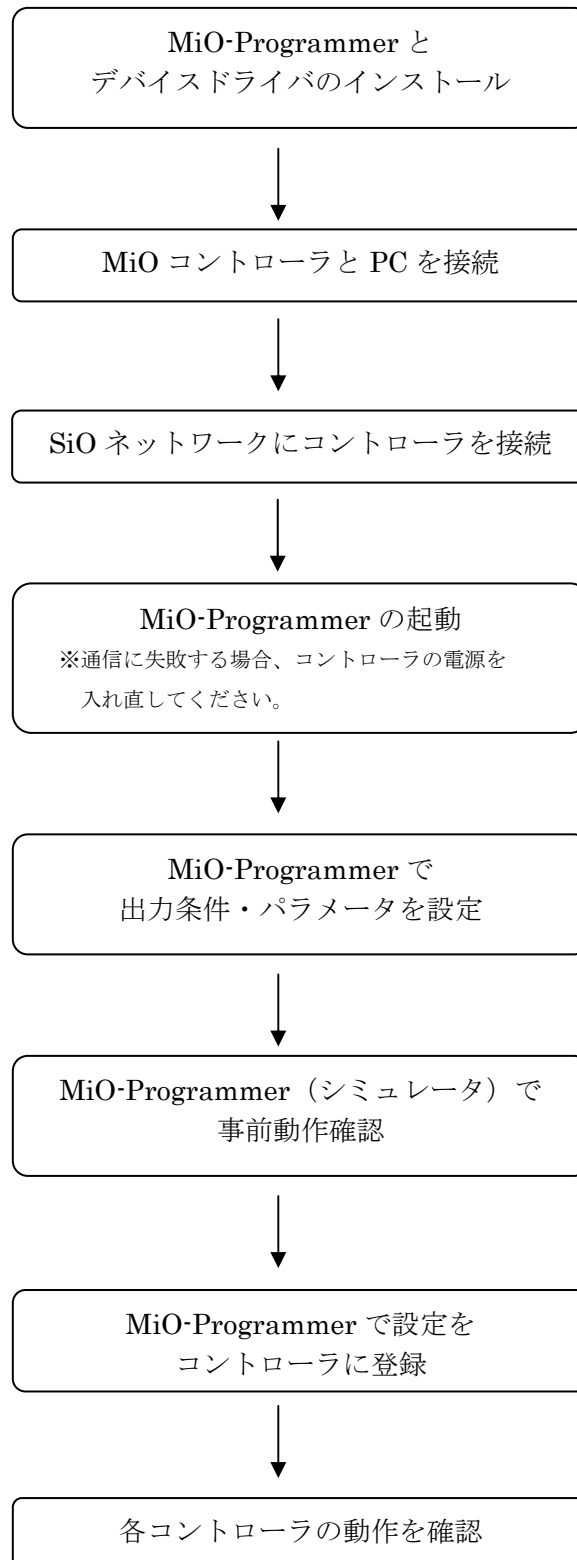 MiO-Programmer と
デバイスドライバのインストール
MiO コントローラと PC を接続
SiO ネットワークにコントローラを接続
MiO-Programmer の起動
※通信に失敗する場合、コントローラの電源を
入れ直してください。
MiO-Programmer で
出力条件・パラメータを設定
MiO-Programmer（シミュレータ）で
事前動作確認
MiO-Programmer で設定を
コントローラに登録
各コントローラの動作を確認